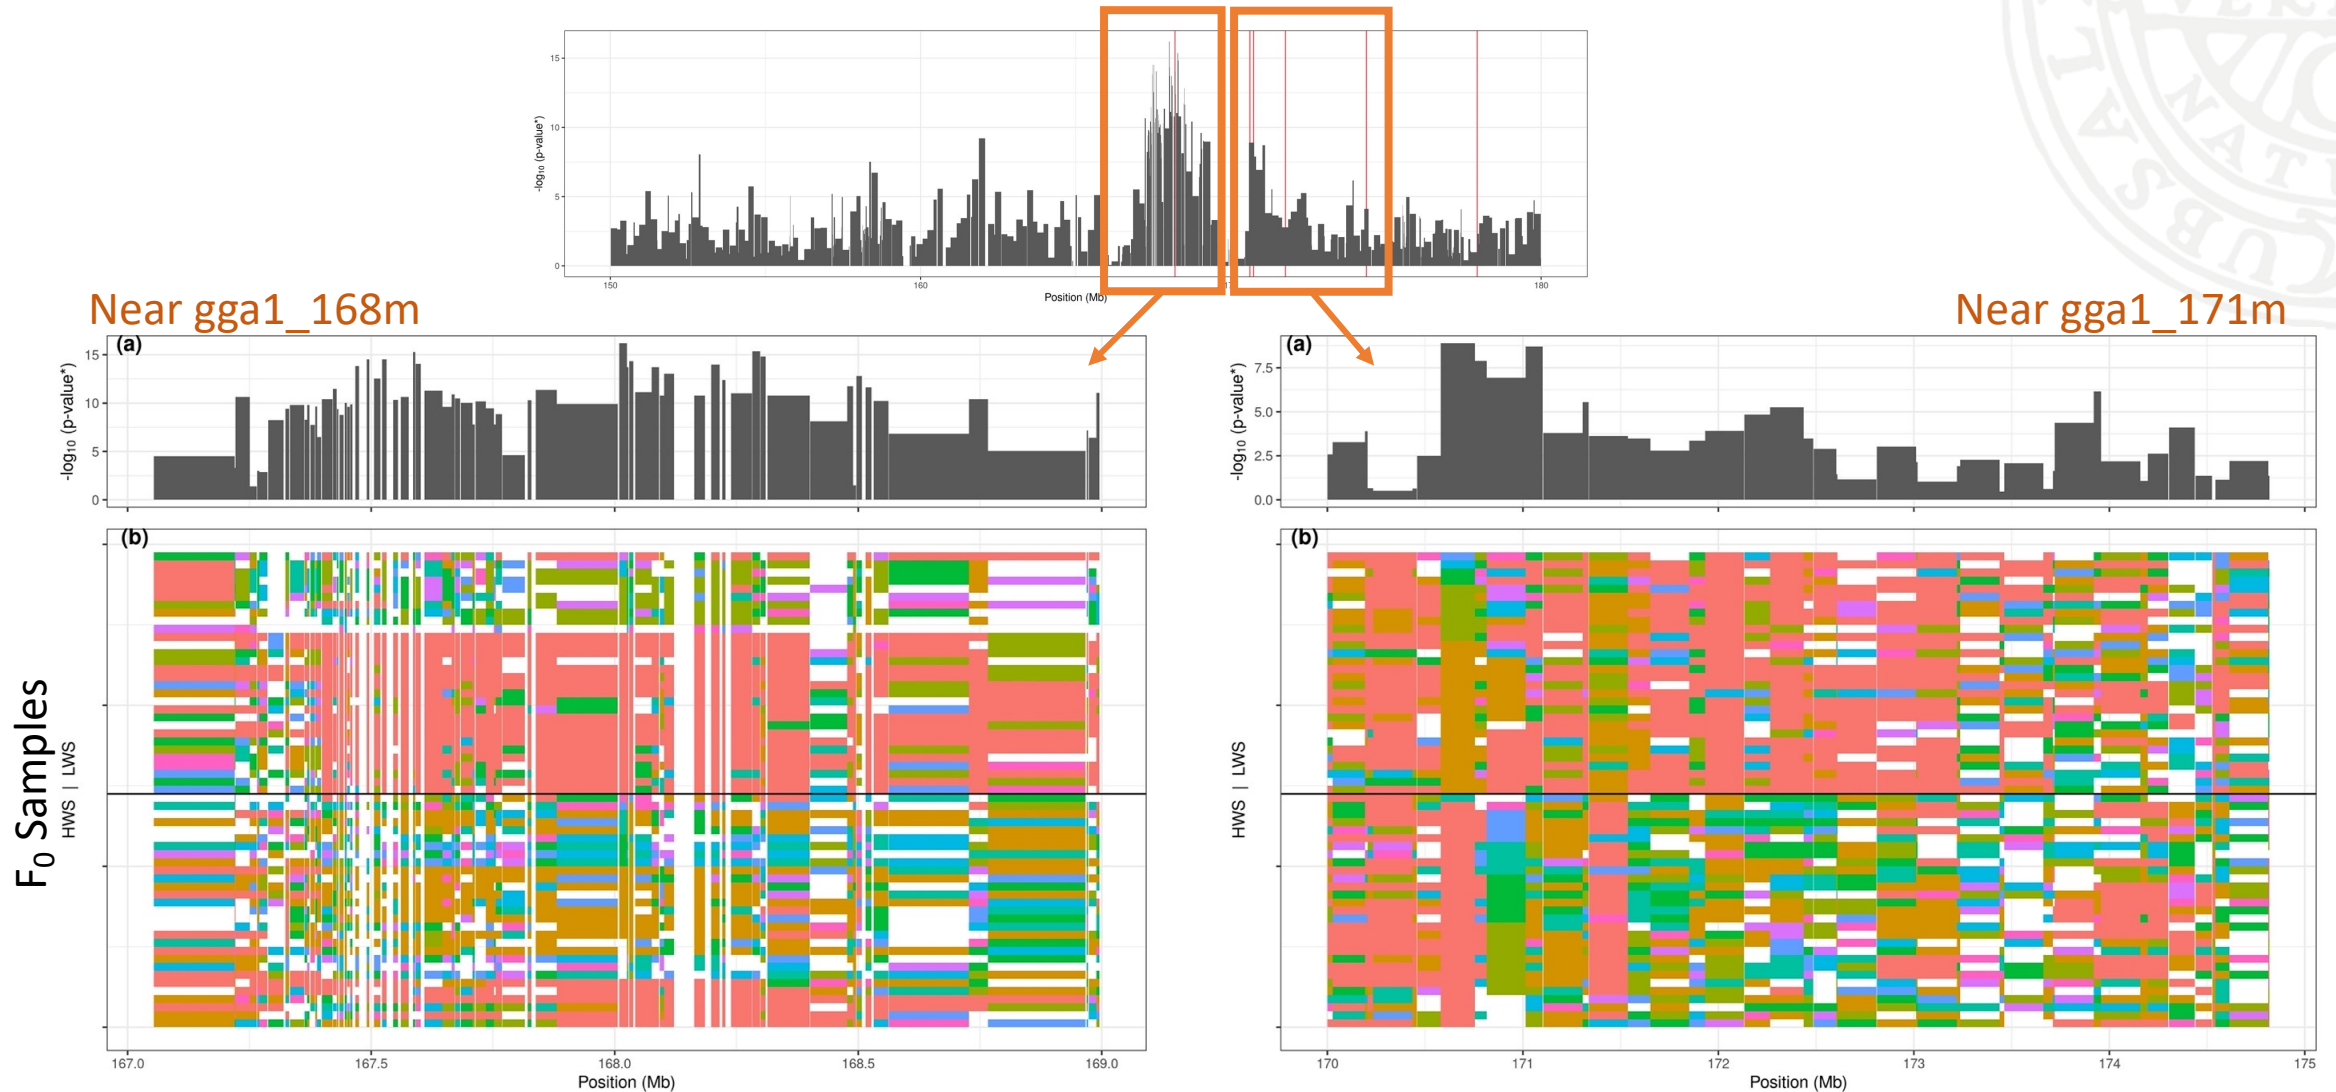 15
10
5
0
-log10 (p-value*)
150
160
180
Position (Mb)
Near gga1_168m
Near gga1_171m
(a)
15
10
5
0
-log10 (p-value*)
(a)
7.5
5.0
2.5
0.0
-log10 (p-value*)
(b)
(b)
F0 Samples
HWS | LWS
HWS | LWS
167.0
167.5
168.0
168.5
169.0
Position (Mb)
170
171
172
173
174
175
Position (Mb)